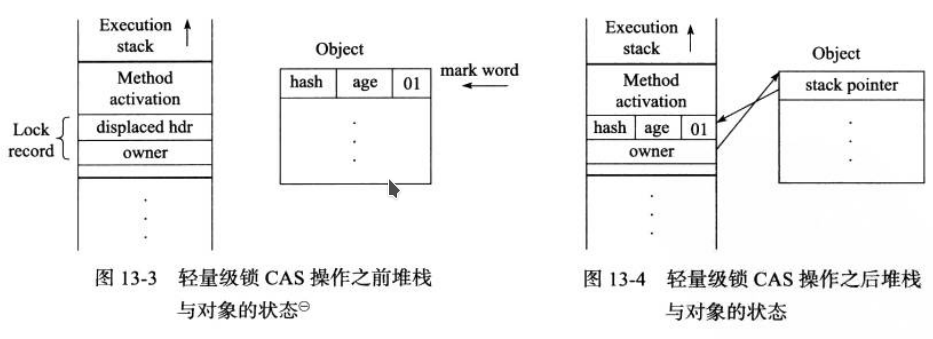 Execution
stack
Method
activation
Lock
record
displaced hdr
owner
Object
hash age 01
mark word
图 13-3 轻量级锁 CAS 操作之前堆栈
与对象的状态㊀
Execution
stack
Method
activation
hash age 01
owner
Object
stack pointer
图 13-4 轻量级锁 CAS 操作之后堆栈
与对象的状态